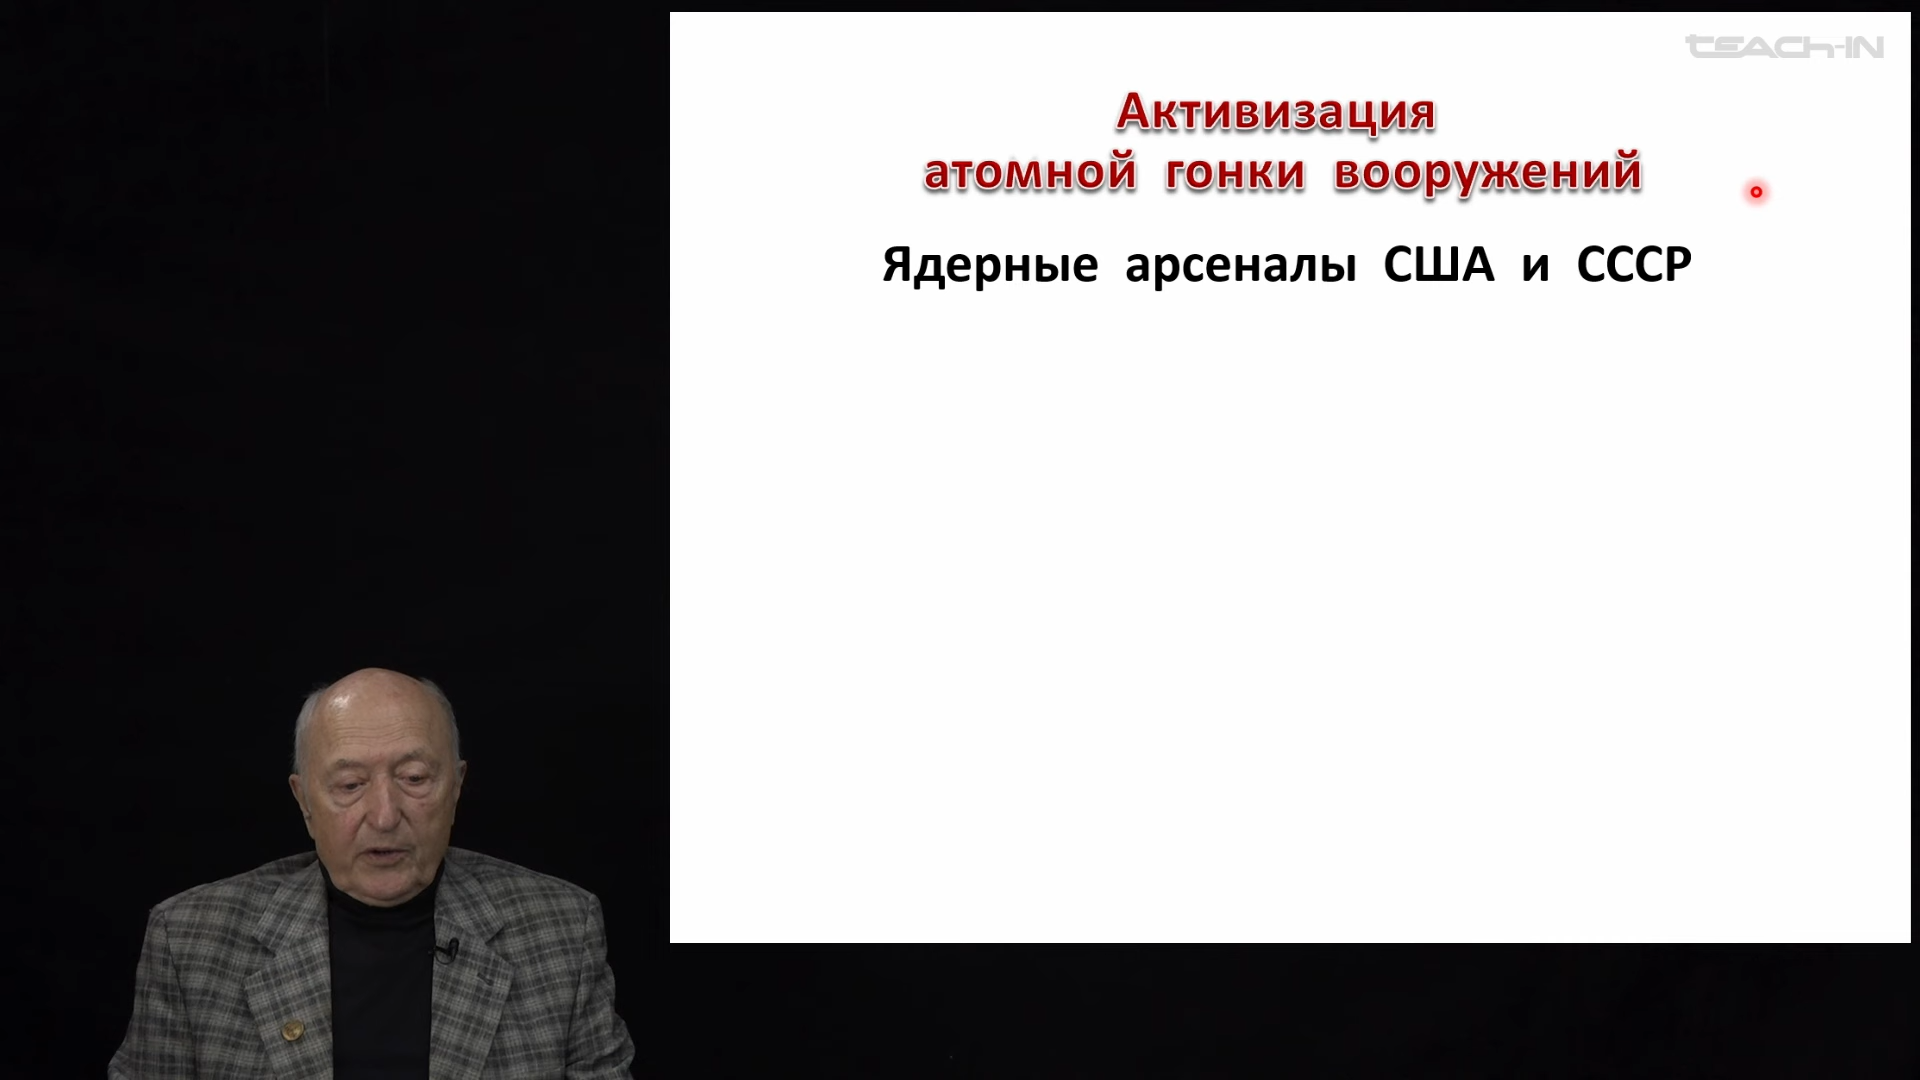 TEACH-IN
Активизация
атомной гонки вооружений
Ядерные арсеналы США и СССР